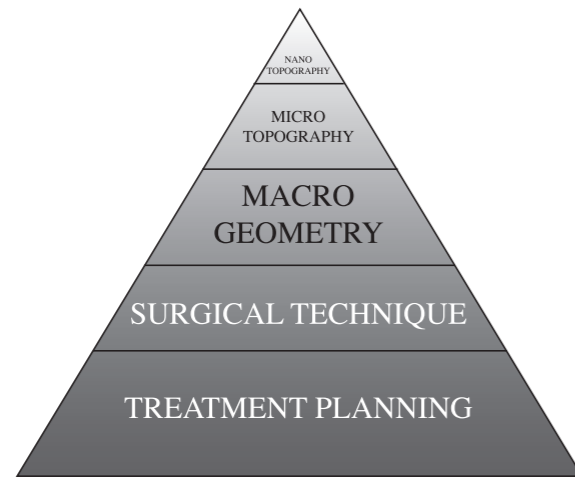 NANO
TOPOGRAPHY
MICRO
TOPOGRAPHY
MACRO
GEOMETRY
SURGICAL TECHNIQUE
TREATMENT PLANNING